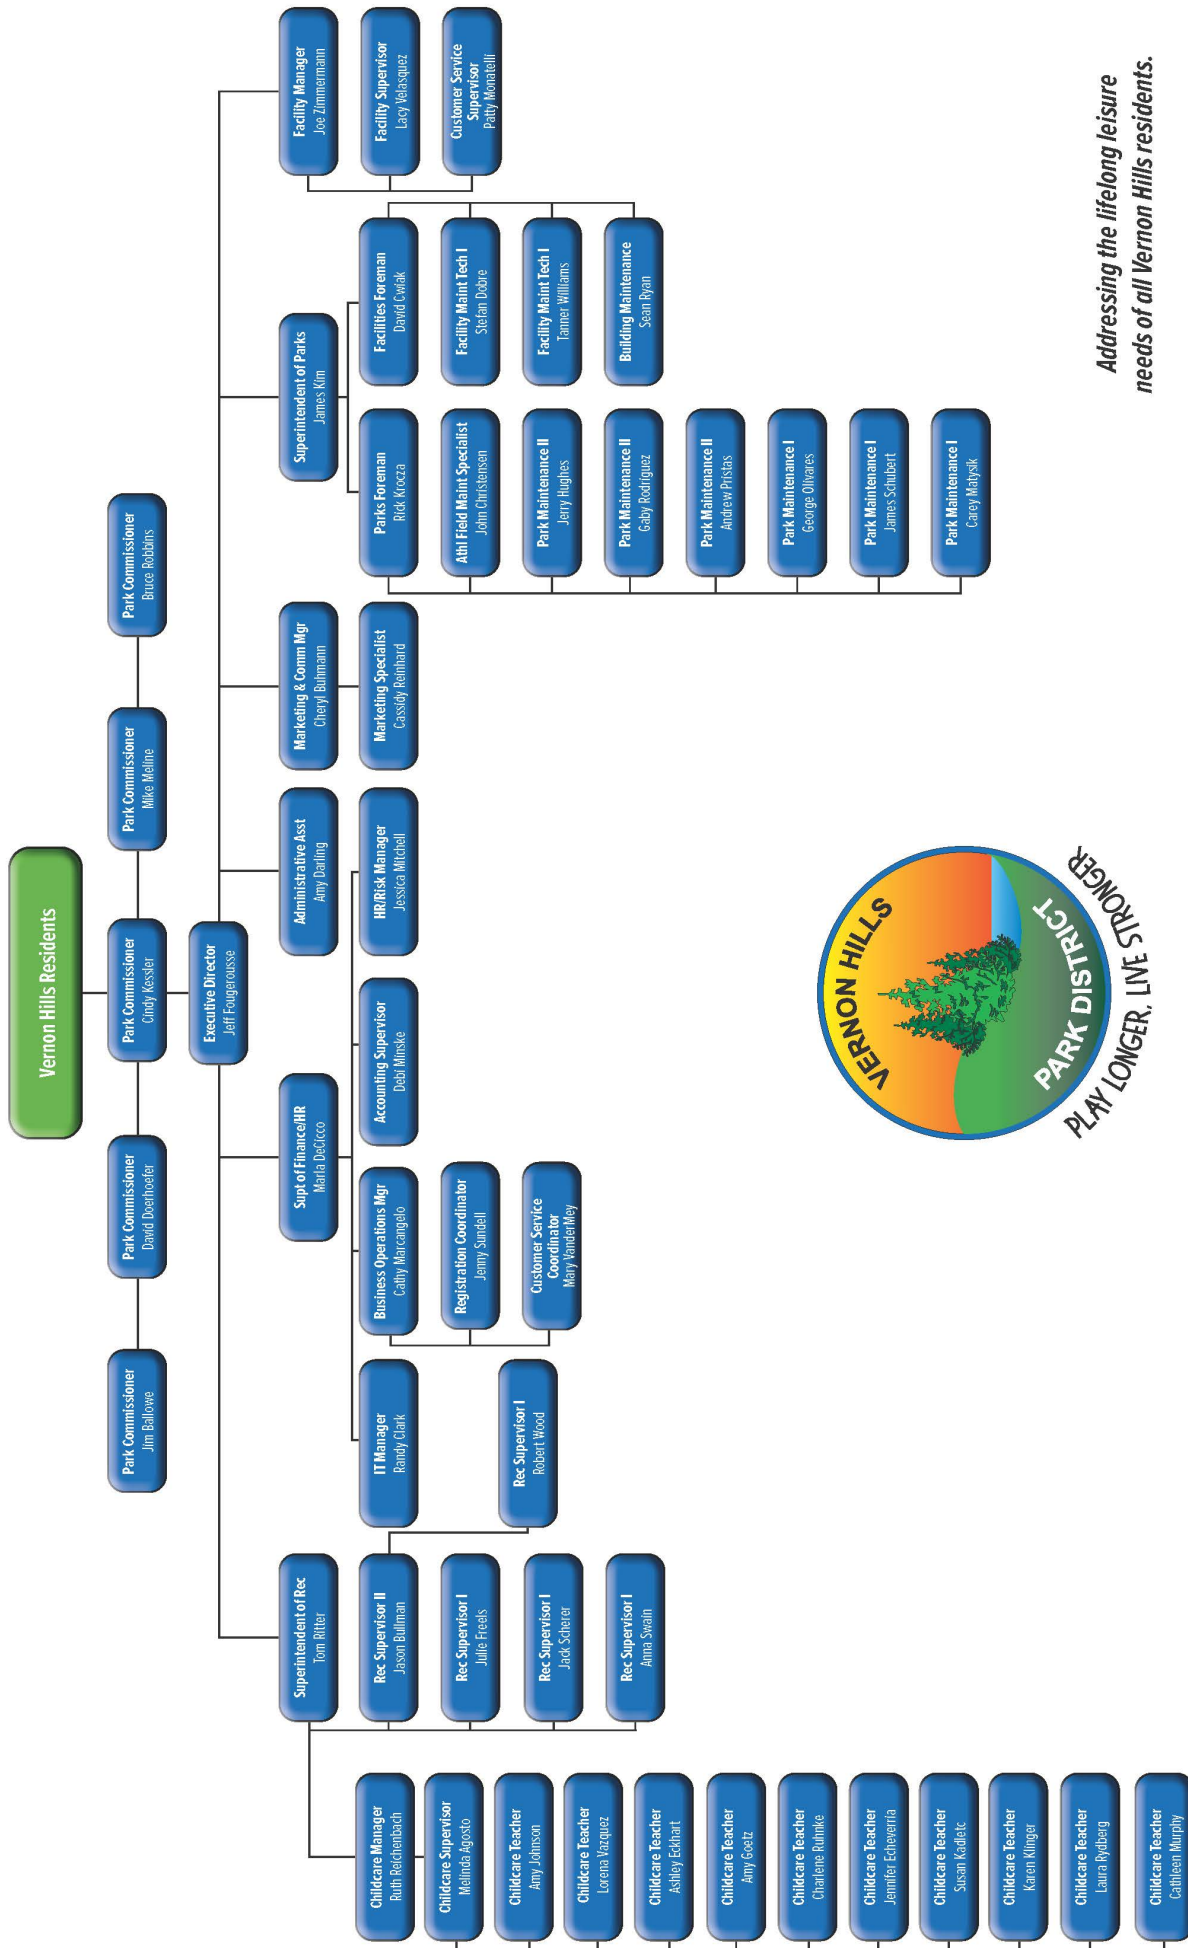 Vernon Hills Residents
Park Commissioner
Jim Ballowe
Park Commissioner
David Doerhoefer
Park Commissioner
Cindy Kessler
Park Commissioner
Mike Meline
Park Commissioner
Bruce Robbins
Executive Director
Jeff Fougerousse
Superintendent of Rec
Tom Ritter
Supt of Finance/HR
Marla DeCicco
Administrative Asst
Amy Darling
Marketing & Comm Mgr
Cheryl Buhmann
Superintendent of Parks
James Kim
Facility Manager
Joe Zimmermann
Childcare Manager
Ruth Reichenbach
Childcare Supervisor
Melinda Agosto
Childcare Teacher
Amy Johnson
Childcare Teacher
Lorena Vazquez
Childcare Teacher
Ashley Eckhart
Childcare Teacher
Amy Goetz
Childcare Teacher
Charlene Ruhnke
Childcare Teacher
Jennifer Echeverria
Childcare Teacher
Susan Kadletc
Childcare Teacher
Karen Klinger
Childcare Teacher
Laura Rydberg
Childcare Teacher
Cathleen Murphy
Rec Supervisor II
Jason Bullman
Rec Supervisor I
Julie Freels
Rec Supervisor I
Jack Scherer
Rec Supervisor I
Anna Swain
Rec Supervisor I
Robert Wood
IT Manager
Randy Clark
Business Operations Mgr
Cathy Marcangelo
Registration Coordinator
Jenny Sundell
Customer Service
Coordinator
Mary VanderMey
Accounting Supervisor
Debi Minske
HR/Risk Manager
Jessica Mitchell
Marketing Specialist
Cassidy Reinhard
Parks Foreman
Rick Krocza
Athl Field Maint Specialist
John Christensen
Park Maintenance II
Jerry Hughes
Park Maintenance II
Gaby Rodriguez
Park Maintenance II
Andrew Pristas
Park Maintenance I
George Olivares
Park Maintenance I
James Schubert
Park Maintenance I
Carey Matysik
Facilities Foreman
David Cwiak
Facility Maint Tech I
Stefan Dobre
Facility Maint Tech I
Tanner Williams
Building Maintenance
Sean Ryan
Facility Supervisor
Lacy Velasquez
Customer Service
Supervisor
Patty Monatelli
VERNON HILLS
PARK DISTRICT
PLAY LONGER, LIVE STRONGER
Addressing the lifelong leisure
needs of all Vernon Hills residents.